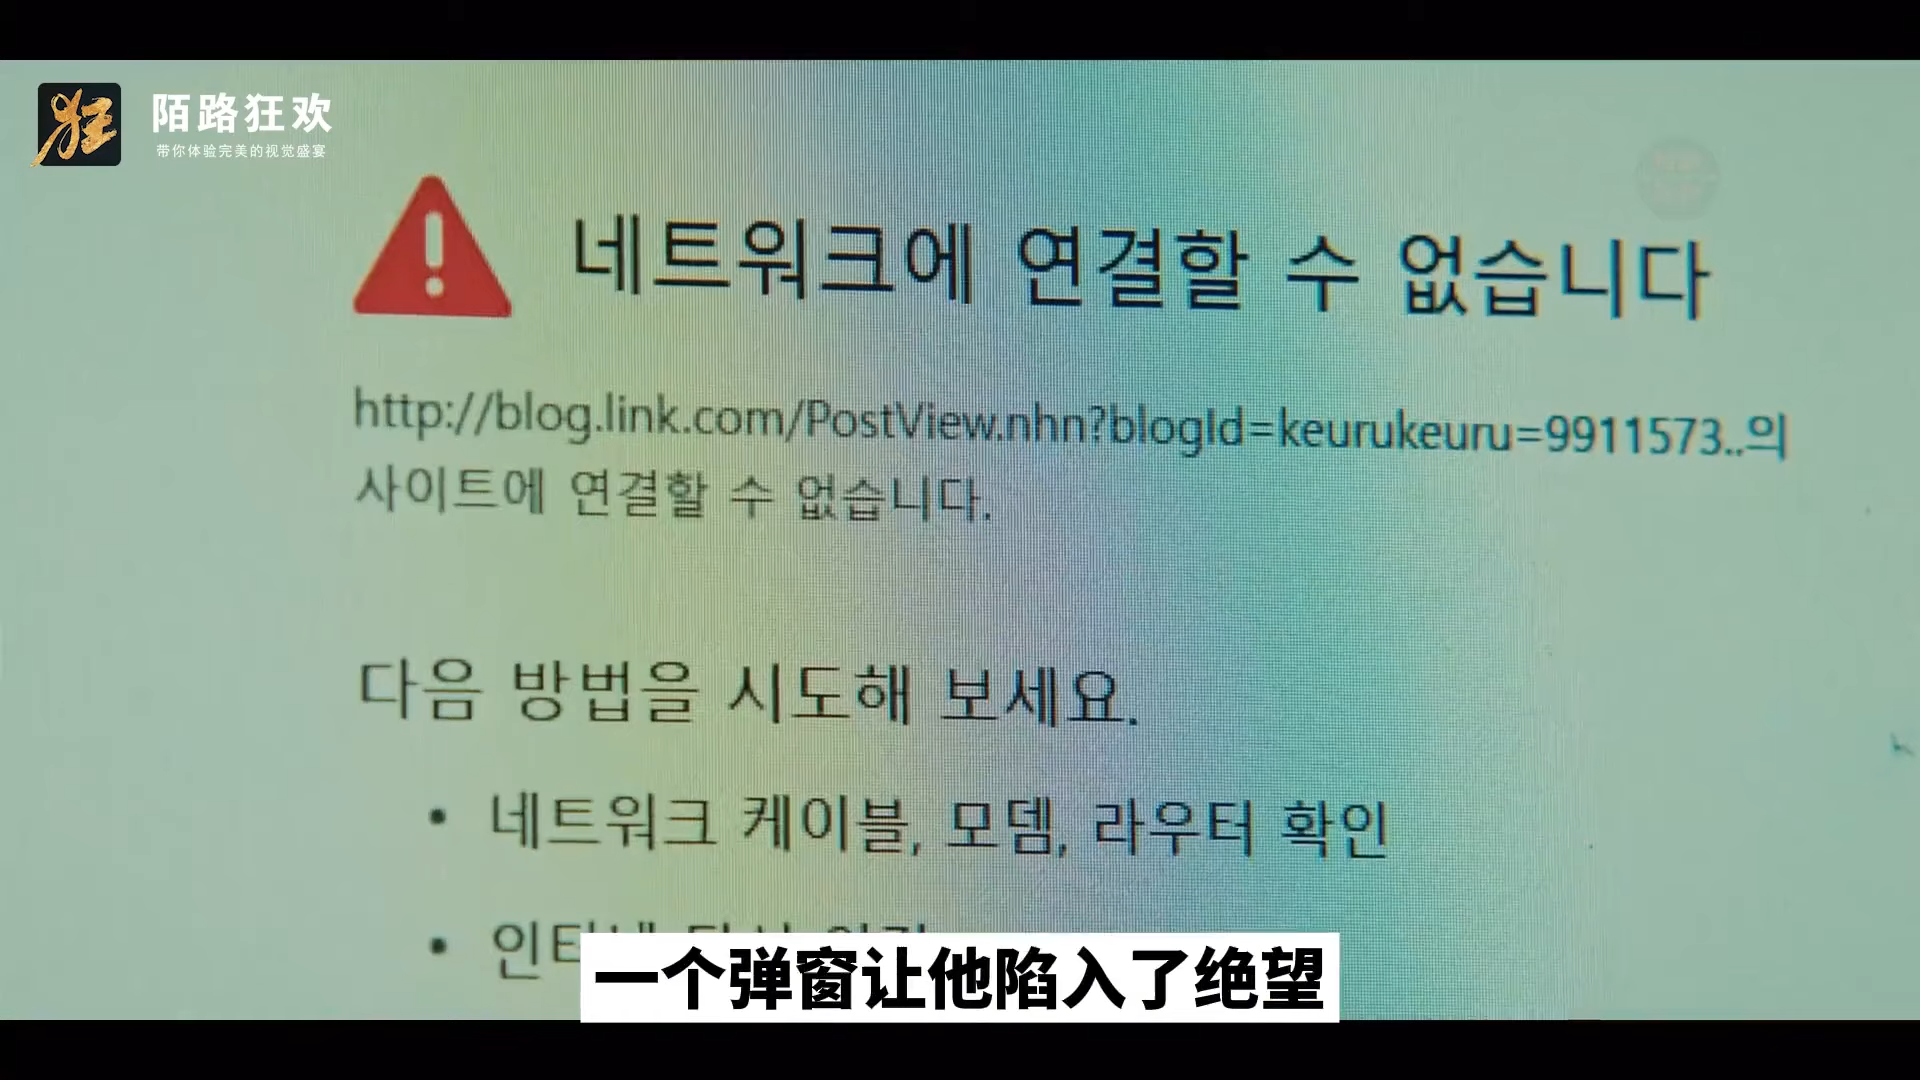 狂
陌路狂欢
带你体验完美的视觉盛宴
네트워크에 연결할 수 없습니다
http://blog.link.com/PostView.nhn?blogId=keurukeuru=9911573..의
사이트에 연결할 수 없습니다.
다음 방법을 시도해 보세요.
• 네트워크 케이블, 모뎀, 라우터 확인
一个弹窗让他陷入了绝望